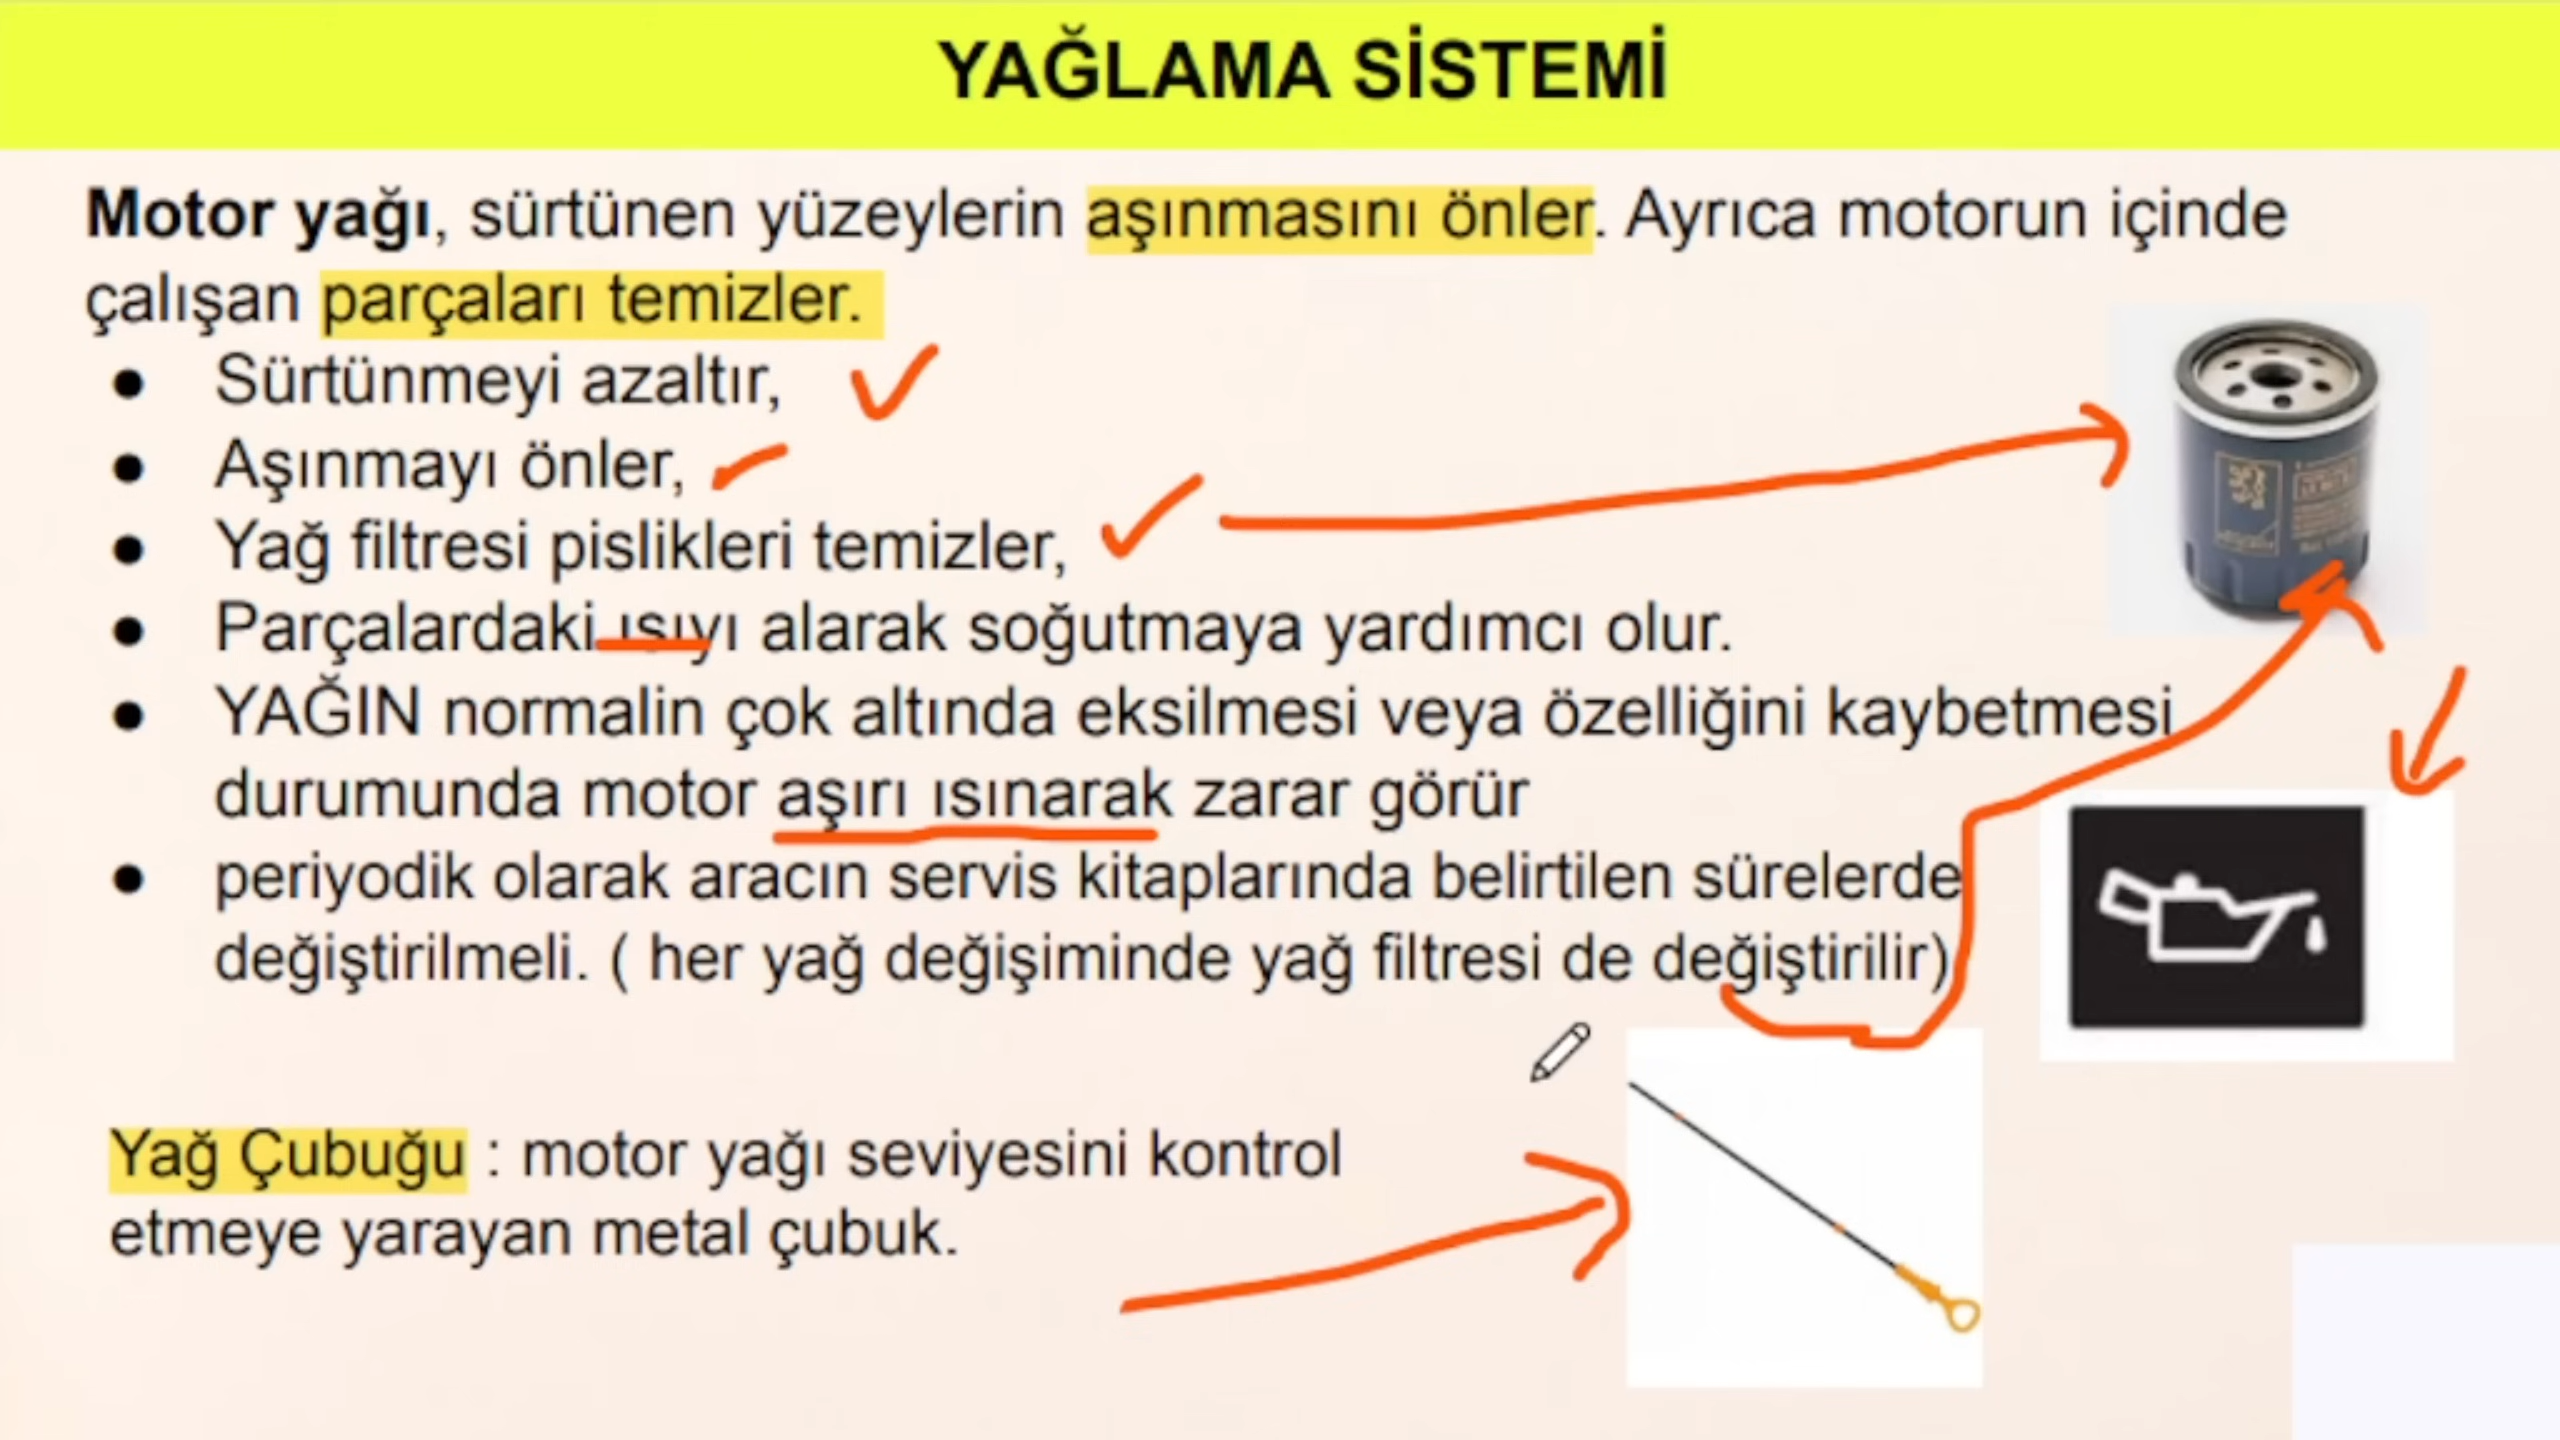 YAĞLAMA SİSTEMİ
Motor yağı, sürtünen yüzeylerin aşınmasını önler. Ayrıca motorun içinde
çalışan parçaları temizler.
● Sürtünmeyi azaltır,
● Aşınmayı önler,
● Yağ filtresi pislikleri temizler,
● Parçalardaki ısıyı alarak soğutmaya yardımcı olur.
● YAĞIN normalin çok altında eksilmesi veya özelliğini kaybetmesi
durumunda motor aşırı ısınarak zarar görür
● periyodik olarak aracın servis kitaplarında belirtilen sürelerde
değiştirilmeli. ( her yağ değişiminde yağ filtresi de değiştirilir)
Yağ Çubuğu : motor yağı seviyesini kontrol
etmeye yarayan metal çubuk.